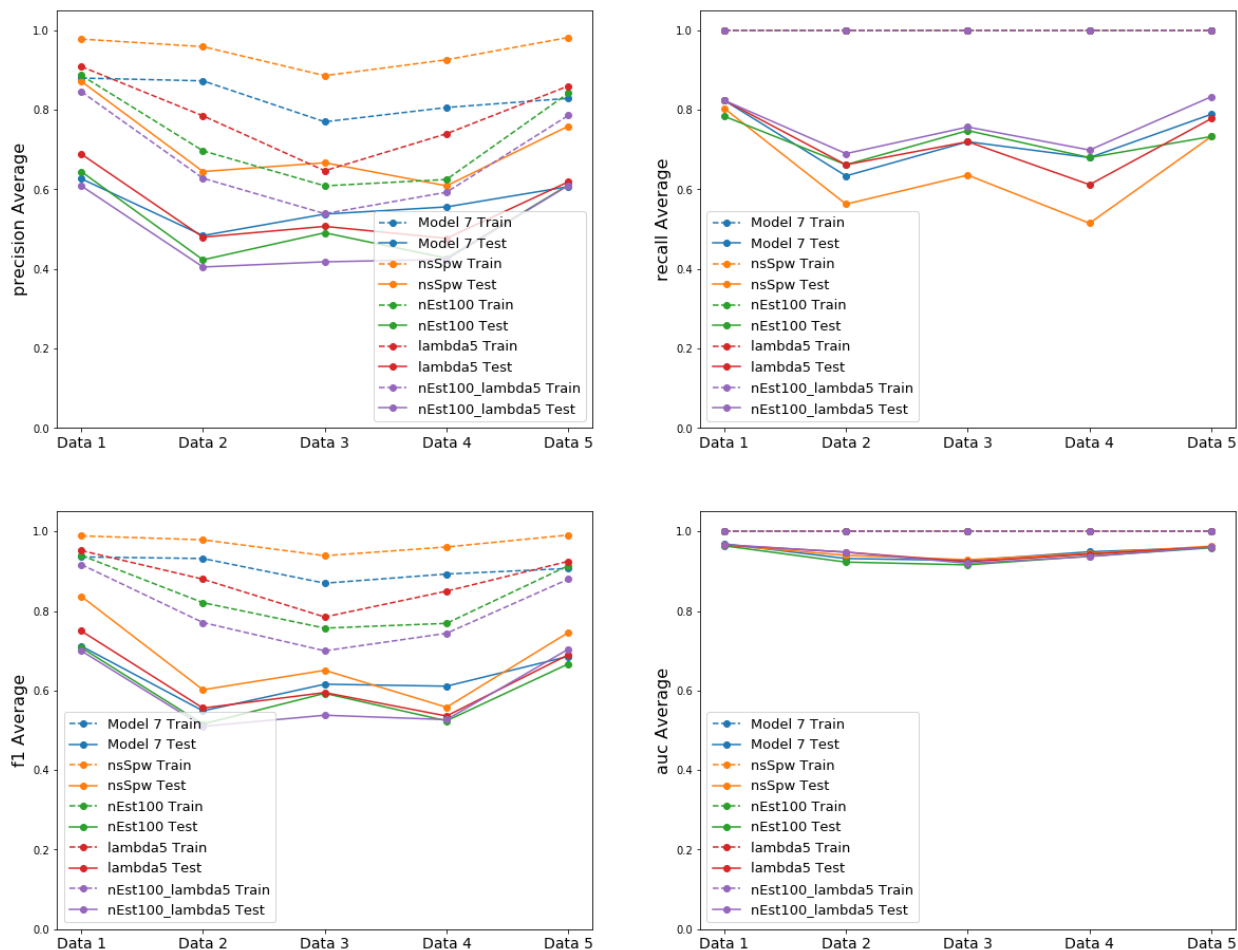 precision Average
1.0
0.8
0.6
0.4
0.2
0.0
Data 1 Data 2 Data 3 Data 4 Data 5
Model 7 Train
Model 7 Test
nsSpw Train
nsSpw Test
nEst100 Train
nEst100 Test
lambda5 Train
lambda5 Test
nEst100_lambda5 Train
nEst100_lambda5 Test
recall Average
1.0
0.8
0.6
0.4
0.2
0.0
Data 1 Data 2 Data 3 Data 4 Data 5
Model 7 Train
Model 7 Test
nsSpw Train
nsSpw Test
nEst100 Train
nEst100 Test
lambda5 Train
lambda5 Test
nEst100_lambda5 Train
nEst100_lambda5 Test
f1 Average
1.0
0.8
0.6
0.4
0.2
0.0
Data 1 Data 2 Data 3 Data 4 Data 5
Model 7 Train
Model 7 Test
nsSpw Train
nsSpw Test
nEst100 Train
nEst100 Test
lambda5 Train
lambda5 Test
nEst100_lambda5 Train
nEst100_lambda5 Test
auc Average
1.0
0.8
0.6
0.4
0.2
0.0
Data 1 Data 2 Data 3 Data 4 Data 5
Model 7 Train
Model 7 Test
nsSpw Train
nsSpw Test
nEst100 Train
nEst100 Test
lambda5 Train
lambda5 Test
nEst100_lambda5 Train
nEst100_lambda5 Test